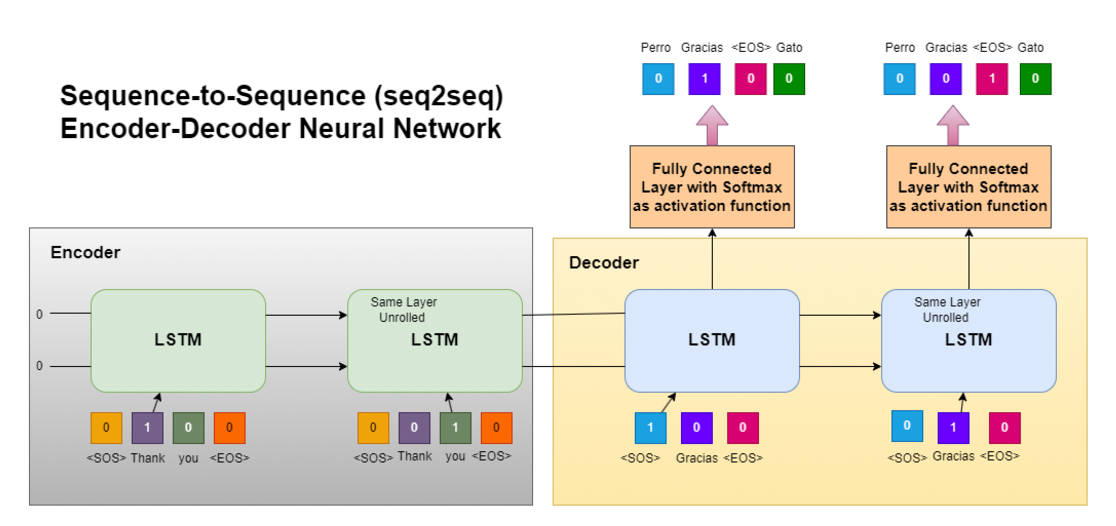 Sequence-to-Sequence (seq2seq)
Encoder-Decoder Neural Network
Perro Gracias <EOS> Gato
0 1 0 0
Fully Connected
Layer with Softmax
as activation function
Perro Gracias <EOS> Gato
0 0 1 0
Fully Connected
Layer with Softmax
as activation function
Encoder
0
0
LSTM
Same Layer
Unrolled
LSTM
0 1 0 0
<SOS> Thank you <EOS>
0 0 1 0
<SOS> Thank you <EOS>
Decoder
LSTM
Same Layer
Unrolled
LSTM
1 0 0
<SOS> Gracias <EOS>
0 1 0
<SOS> Gracias <EOS>